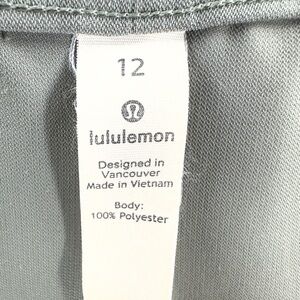 12
lululemon
Designed in
Vancouver
Made in Vietnam
Body:
100% Polyester